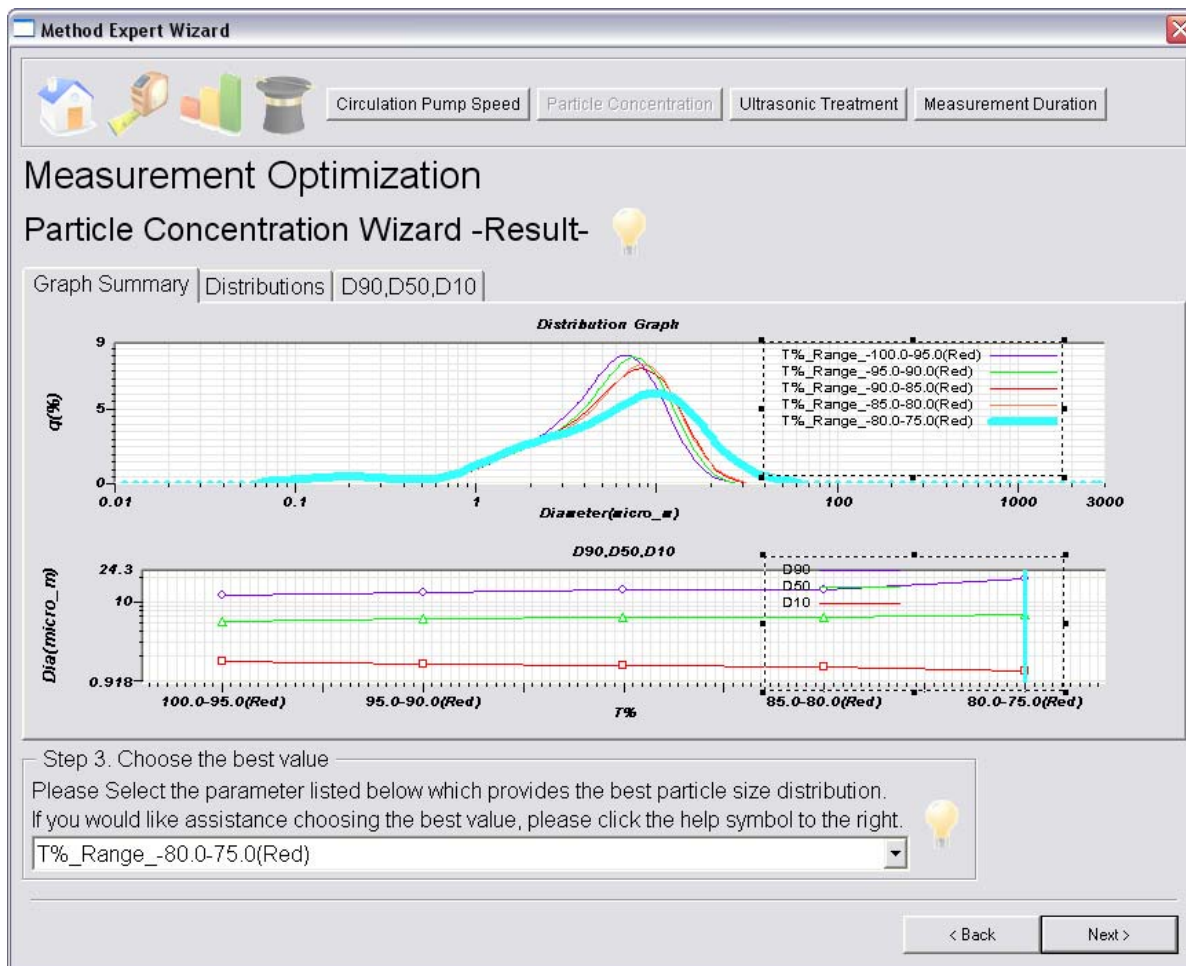 Method Expert Wizard
Circulation Pump Speed
Particle Concentration
Ultrasonic Treatment
Measurement Duration
Measurement Optimization
Particle Concentration Wizard -Result-
Graph Summary
Distributions
D90,D50,D10
Distribution Graph
q(%)
9
5
0
T%_Range_-100.0-95.0(Red)
T%_Range_-95.0-90.0(Red)
T%_Range_-90.0-85.0(Red)
T%_Range_-85.0-80.0(Red)
T%_Range_-80.0-75.0(Red)
0.01 0.1 1 10 100 1000 3000
Diameter(micro_m)
D90,D50,D10
Dia(micro_m)
24.3
10
0.918
D90
D50
D10
100.0-95.0(Red) 95.0-90.0(Red) 85.0-80.0(Red) 80.0-75.0(Red)
T%
Step 3. Choose the best value
Please Select the parameter listed below which provides the best particle size distribution.
If you would like assistance choosing the best value, please click the help symbol to the right.
T%_Range_-80.0-75.0(Red)
< Back
Next >